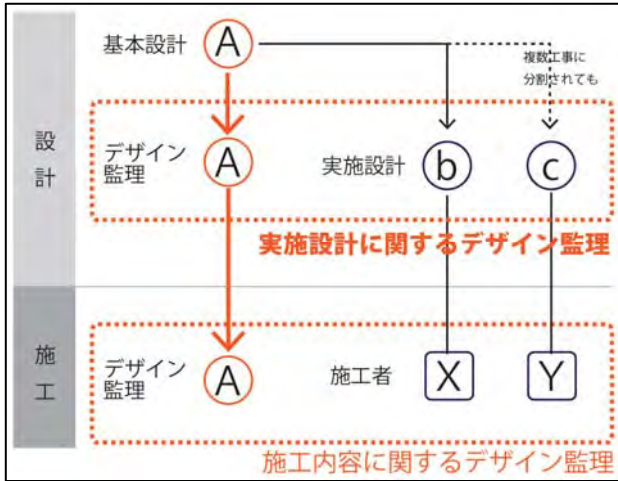 基本設計
A
複数工事に
分割されても
設計
デザイン
監理
A
実施設計
b
c
実施設計に関するデザイン監理
施工
デザイン
監理
A
施工者
X
Y
施工内容に関するデザイン監理